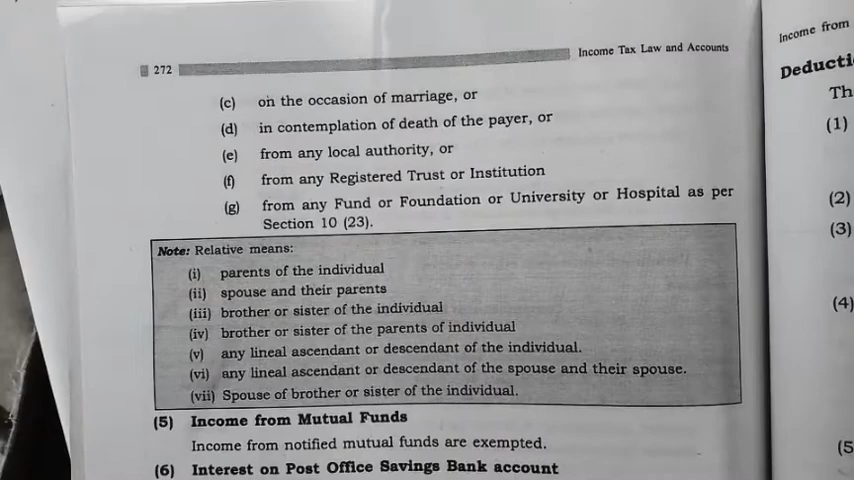 272
Income Tax Law and Accounts
(c) on the occasion of marriage, or
(d) in contemplation of death of the payer, or
(e) from any local authority, or
(f) from any Registered Trust or Institution
(g) from any Fund or Foundation or University or Hospital as per
Section 10 (23).
Note: Relative means:
(i) parents of the individual
(ii) spouse and their parents
(iii) brother or sister of the individual
(iv) brother or sister of the parents of individual
(v) any lineal ascendant or descendant of the individual.
(vi) any lineal ascendant or descendant of the spouse and their spouse.
(vii) Spouse of brother or sister of the individual.
(5) Income from Mutual Funds
Income from notified mutual funds are exempted.
(6) Interest on Post Office Savings Bank account
Income from
Deducti
Th
(1)
(2)
(3)
(4)
(5